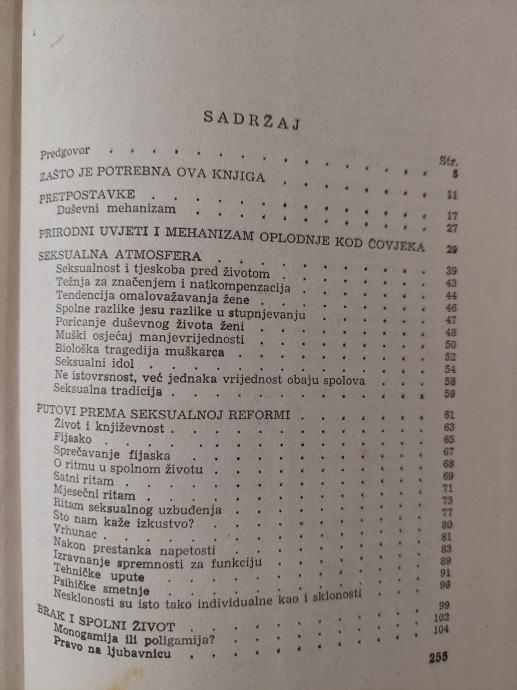 SADRŽAJ
Str.
Predgovor 5
ZAŠTO JE POTREBNA OVA KNJIGA 11
PRETPOSTAVKE 17
Duševni mehanizam 27
PRIRODNI UVJETI I MEHANIZAM OPLODNJE KOD ČOVJEKA 29
SEKSUALNA ATMOSFERA 39
Seksualnost i tjeskoba pred životom 43
Težnja za značenjem i natkompenzacija 44
Tendencija omalovažavanja žene 46
Spolne razlike jesu razlike u stupnjevanju 47
Poricanje duševnog života ženi 48
Muški osjećaj manjevrijednosti 50
Biološka tragedija muškarca 52
Seksualni idol 54
Ne istovrsnost, već jednaka vrijednost obaju spolova 58
Seksualna tradicija 59
PUTOVI PREMA SEKSUALNOJ REFORMI 61
Život i književnost 63
Fijasko 65
Sprečavanje fijaska 67
O ritmu u spolnom životu 68
Satni ritam 69
Mjesečni ritam 71
Ritam seksualnog uzbuđenja 73
Što nam kaže izkustvo? 77
Vrhunac 80
Nakon prestanka napetosti 81
Izravnanje spremnosti za funkciju 83
Tehničke upute 89
Psihičke smetnje 91
Nesklonosti su isto tako individualne kao i sklonosti 96
BRAK I SPOLNI ŽIVOT 99
Monogamija ili poligamija? 102
Pravo na ljubavnicu 104
255